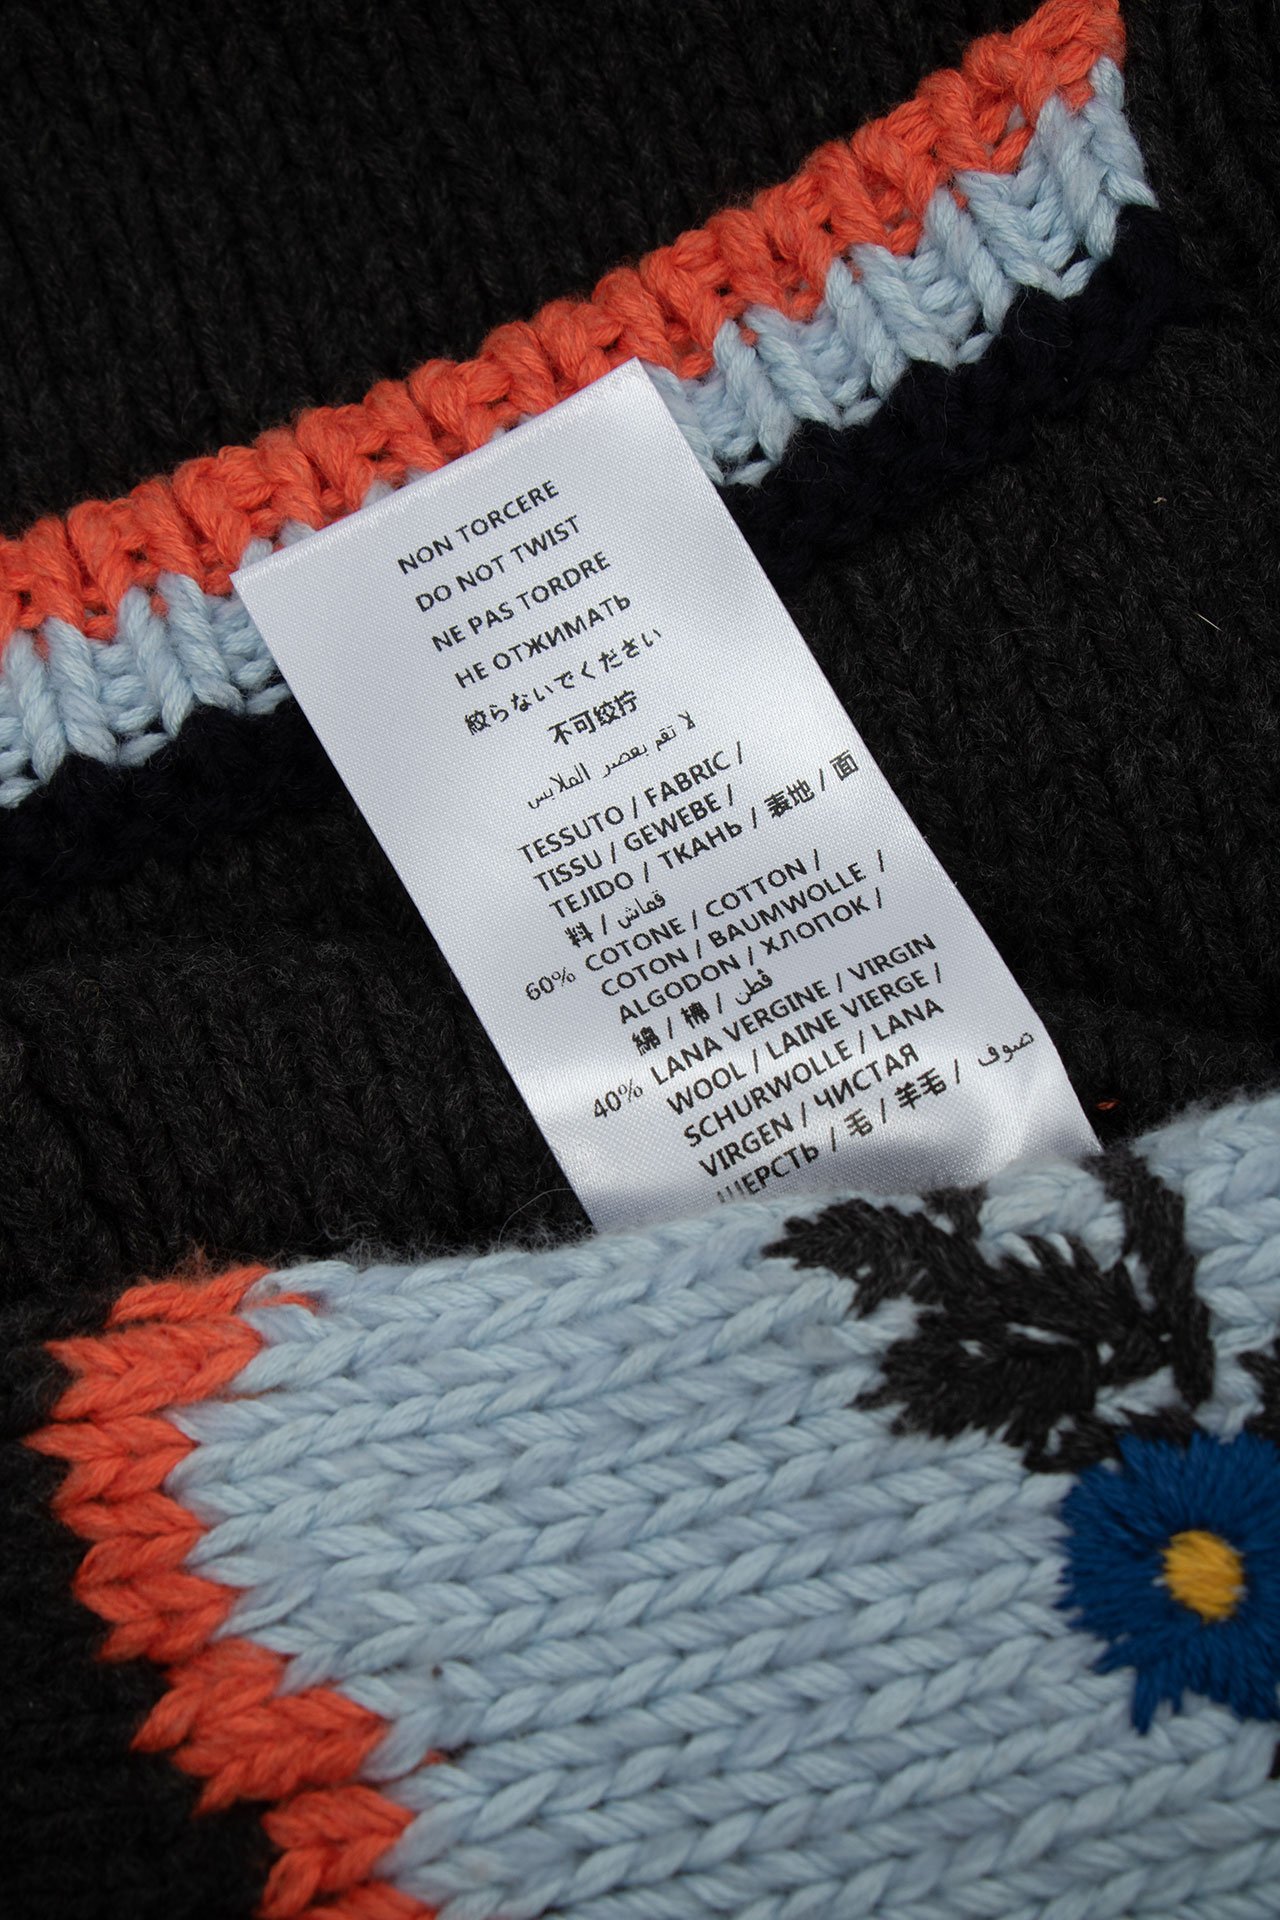 NON TORCERE
DO NOT TWIST
NE PAS TORDRE
НЕ ОТЖИМАТЬ
絞らないでください
不可绞拧
لا تقم بعصر الملابس
TESSUTO / FABRIC /
TISSU / GEWEBE /
TEJIDO / ТКАНЬ / 表地 / 面
料 / قماش
60% COTONE / COTTON /
COTON / BAUMWOLLE /
ALGODON / ХЛОПОК /
綿 / 棉 / قطن
40% LANA VERGINE / VIRGIN
WOOL / LAINE VIERGE /
SCHURWOLLE / LANA
VIRGEN / ЧИСТАЯ
ШЕРСТЬ / 毛 / 羊毛 / صوف